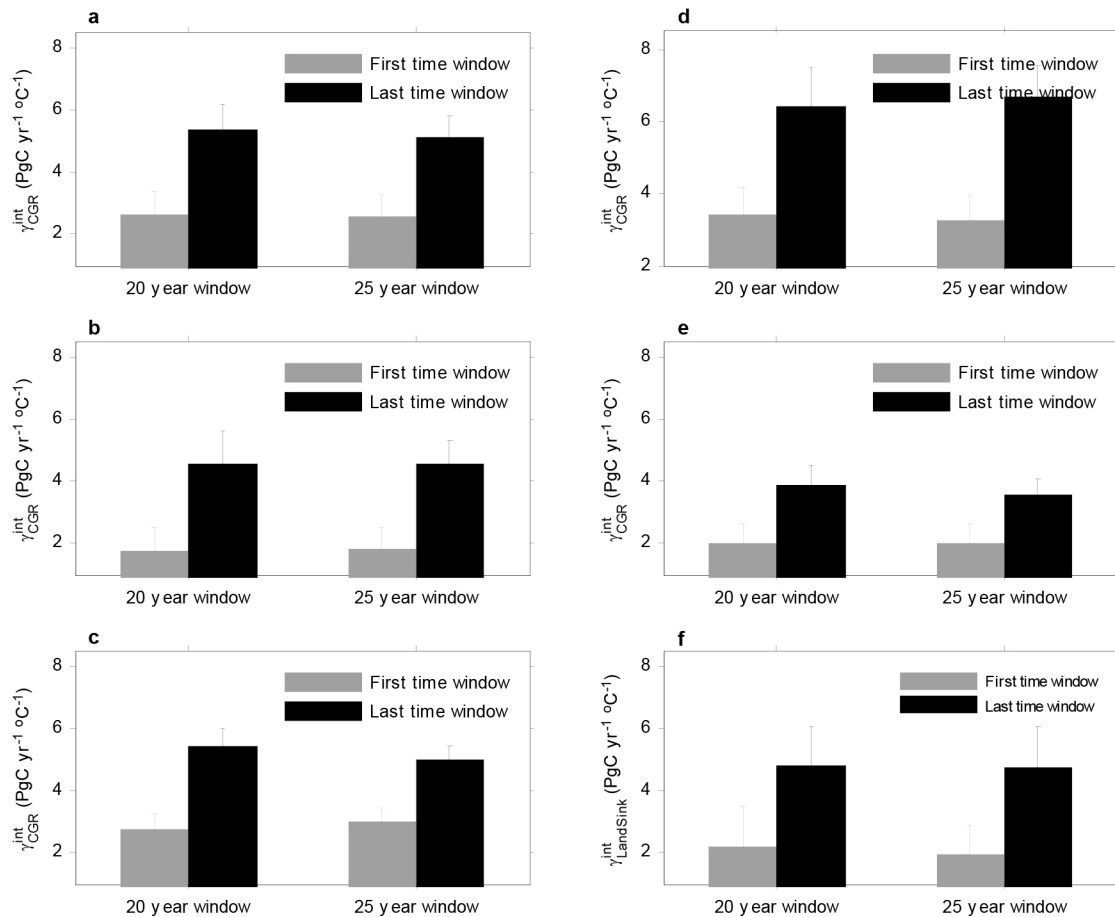 a
8
6
4
2
γ^int_CGR (PgC yr^-1 °C^-1)
First time window
Last time window
20 year window
25 year window
b
8
6
4
2
γ^int_CGR (PgC yr^-1 °C^-1)
First time window
Last time window
20 year window
25 year window
c
8
6
4
2
γ^int_CGR (PgC yr^-1 °C^-1)
First time window
Last time window
20 year window
25 year window
d
8
6
4
2
γ^int_CGR (PgC yr^-1 °C^-1)
First time window
Last time window
20 year window
25 year window
e
8
6
4
2
γ^int_CGR (PgC yr^-1 °C^-1)
First time window
Last time window
20 year window
25 year window
f
8
6
4
2
γ^int_LandSink (PgC yr^-1 °C^-1)
First time window
Last time window
20 year window
25 year window